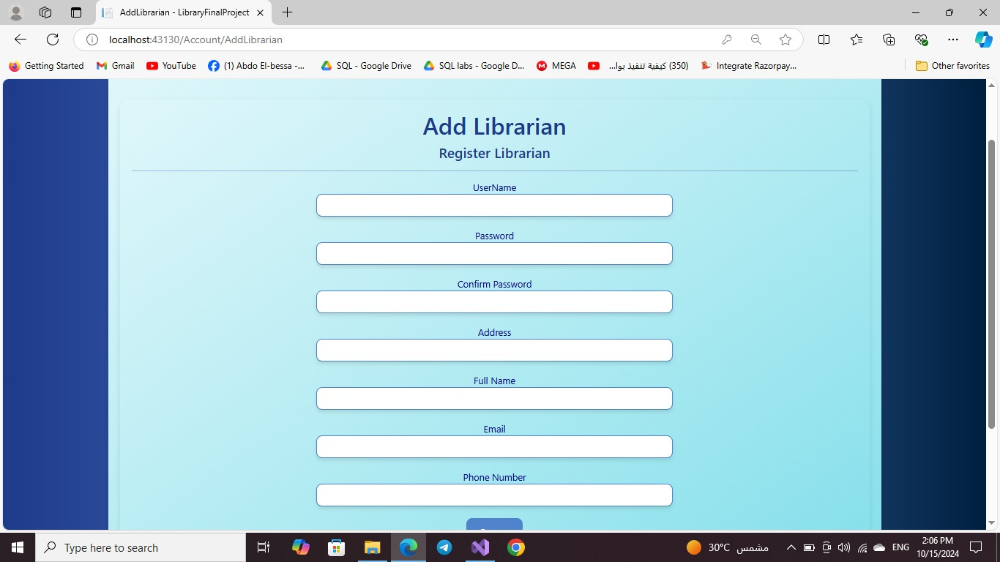 AddLibrarian - LibraryFinalProject
localhost:43130/Account/AddLibrarian
Getting Started
Gmail
YouTube
(1) Abdo El-bessa -...
SQL - Google Drive
SQL labs - Google D...
MEGA
(350) كيفية تنفيذ بوا...
Integrate Razorpay...
Other favorites
Add Librarian
Register Librarian
UserName
Password
Confirm Password
Address
Full Name
Email
Phone Number
Type here to search
30°C مشمس
ENG
2:06 PM
10/15/2024